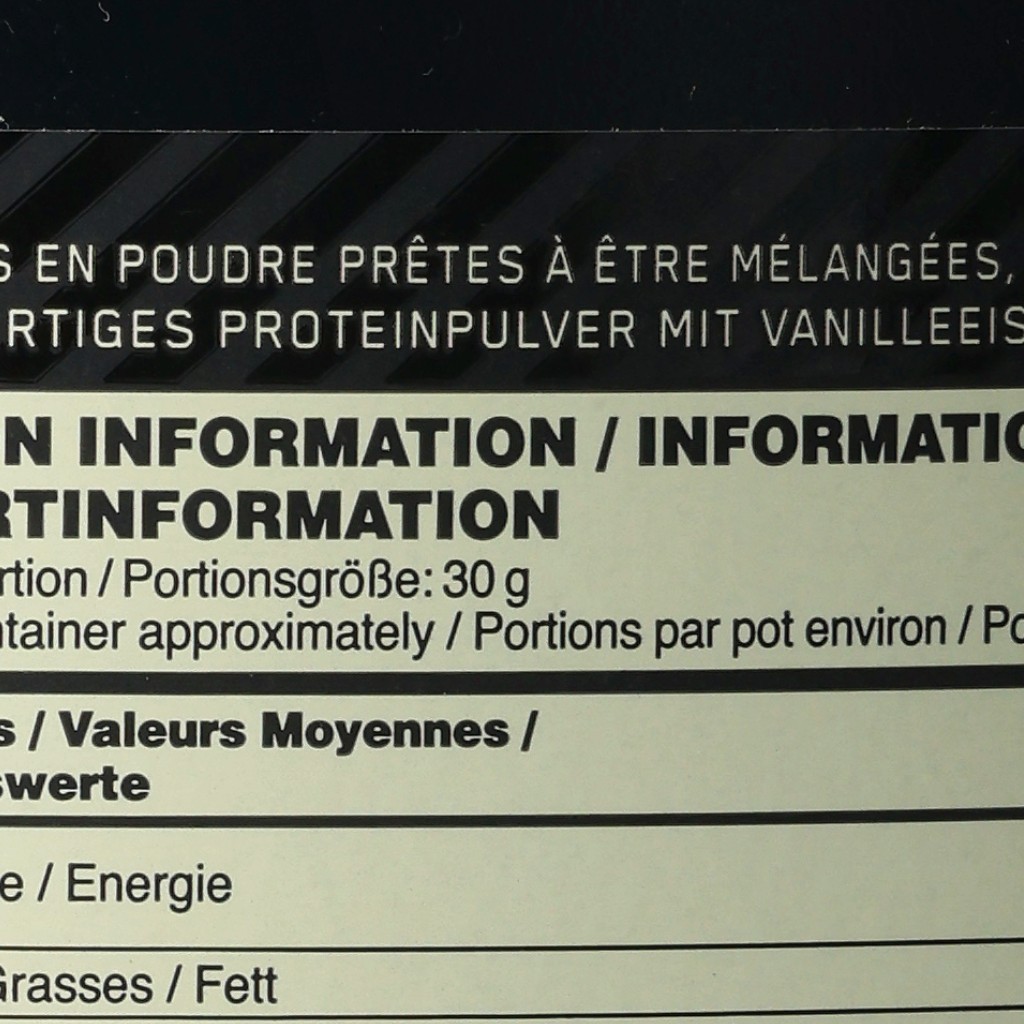 S EN POUDRE PRÊTES À ÊTRE MÉLANGÉES,
RTIGES PROTEINPULVER MIT VANILLEEIS
N INFORMATION / INFORMATIO
RTINFORMATION
rtion / Portionsgröße: 30 g
ntainer approximately / Portions par pot environ / Po
s / Valeurs Moyennes /
swerte
e / Energie
Grasses / Fett